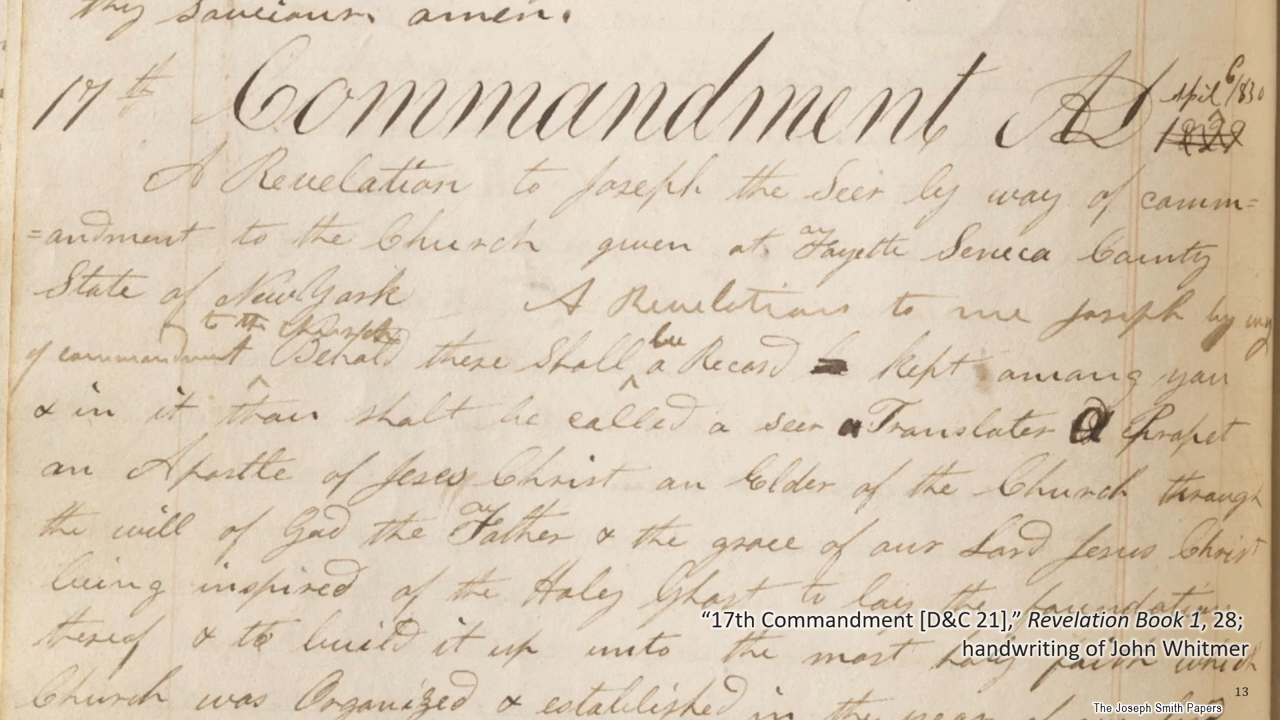 thy Saviour. amen.
17th Commandment AD April 6 1830
1829
A Revelation to Joseph the Seer by way of comm=
=andment to the Church given at Fayette Seneca County
State of New York A Revelation to me Joseph by way
to the Church
of commandment Behold there Shall be a Record kept among you
& in it thou shalt be called a seer a Translater a Prapet
an Apostle of Jesus Christ an Elder of the Church through
the will of God the Father & the grace of our Lord Jesus Christ
being inspired of the Holy Ghost to lay the foundation
thereof & to build it up unto the most holy faith which
Church was Organized & established in the year of
“17th Commandment [D&C 21],” Revelation Book 1, 28;
handwriting of John Whitmer
13
The Joseph Smith Papers